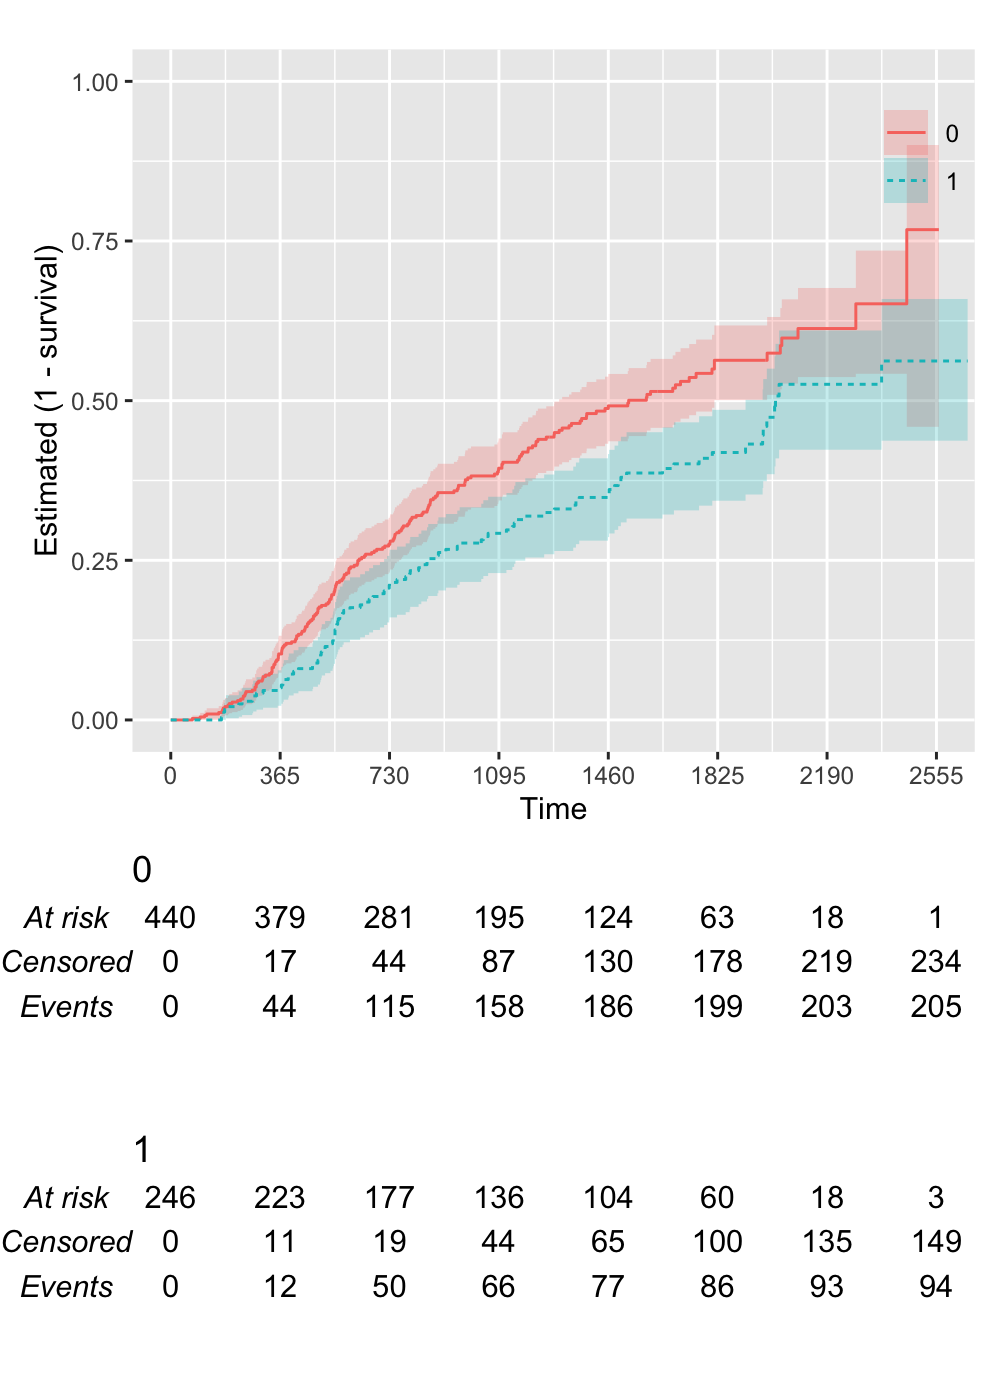 1.00
0.75
0.50
0.25
0.00
Estimated (1 - survival)
0
1
0 365 730 1095 1460 1825 2190 2555
Time
0
At risk 440 379 281 195 124 63 18 1
Censored 0 17 44 87 130 178 219 234
Events 0 44 115 158 186 199 203 205
1
At risk 246 223 177 136 104 60 18 3
Censored 0 11 19 44 65 100 135 149
Events 0 12 50 66 77 86 93 94